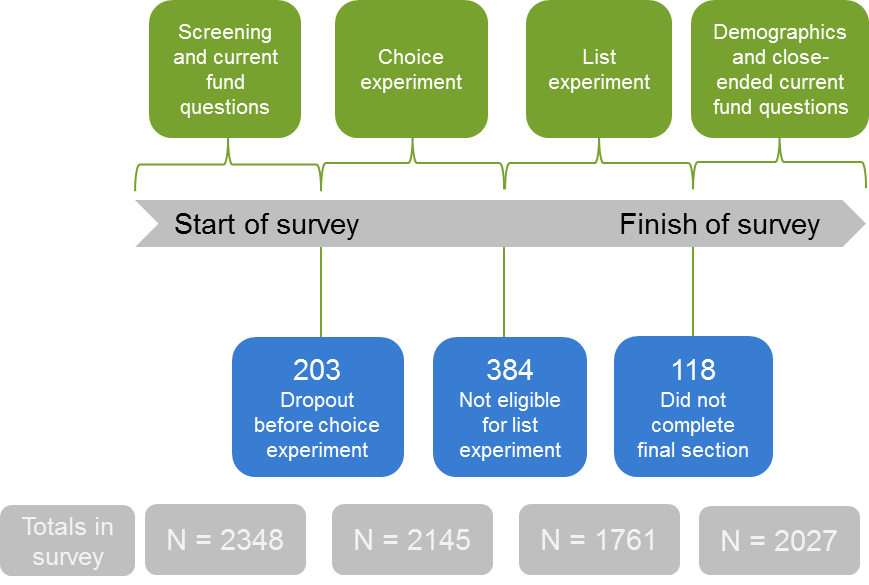 Screening
and current
fund
questions
Choice
experiment
List
experiment
Demographics
and close-
ended current
fund questions
Start of survey
Finish of survey
203
Dropout
before choice
experiment
384
Not eligible
for list
experiment
118
Did not
complete
final section
Totals in
survey
N = 2348
N = 2145
N = 1761
N = 2027